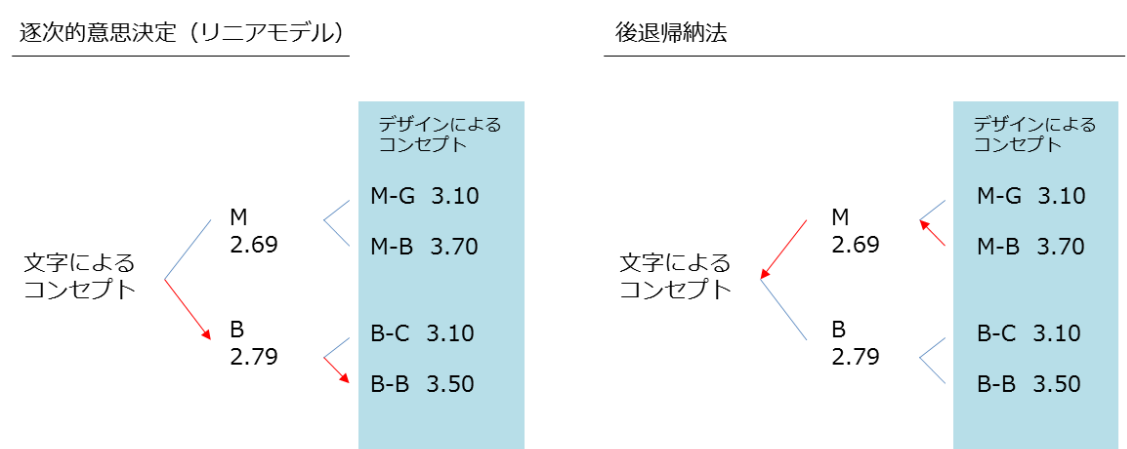 逐次的意思決定（リニアモデル）
デザインによる
コンセプト
M-G 3.10
M
2.69
M-B 3.70
文字による
コンセプト
B
2.79
B-C 3.10
B-B 3.50
後退帰納法
デザインによる
コンセプト
M-G 3.10
M
2.69
M-B 3.70
文字による
コンセプト
B
2.79
B-C 3.10
B-B 3.50